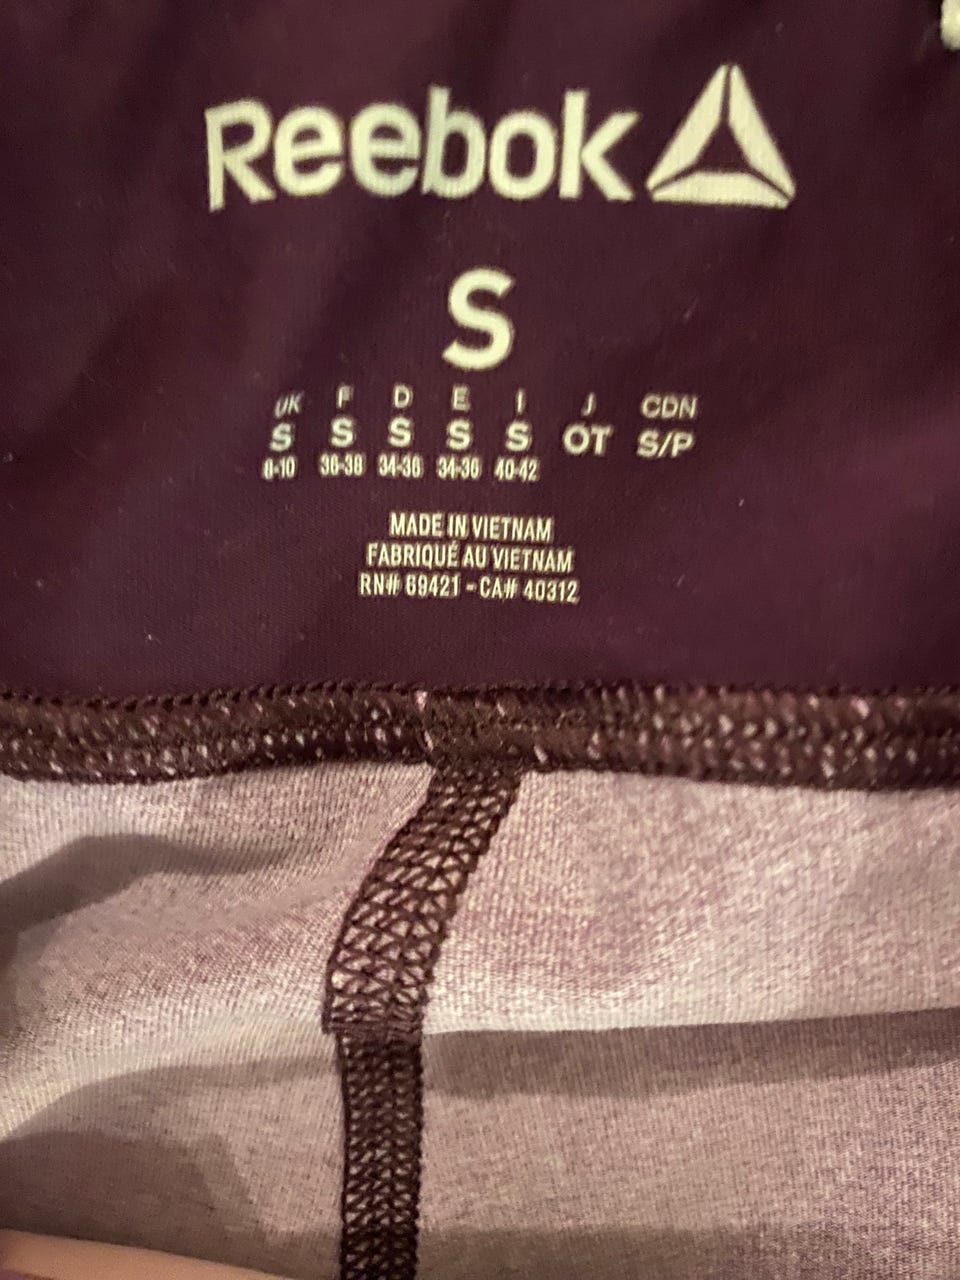 Reebok
S
UK F D E I J CDN
S S S S S OT S/P
8-10 36-38 34-36 34-36 40-42
MADE IN VIETNAM
FABRIQUÉ AU VIETNAM
RN# 69421 - CA# 40312